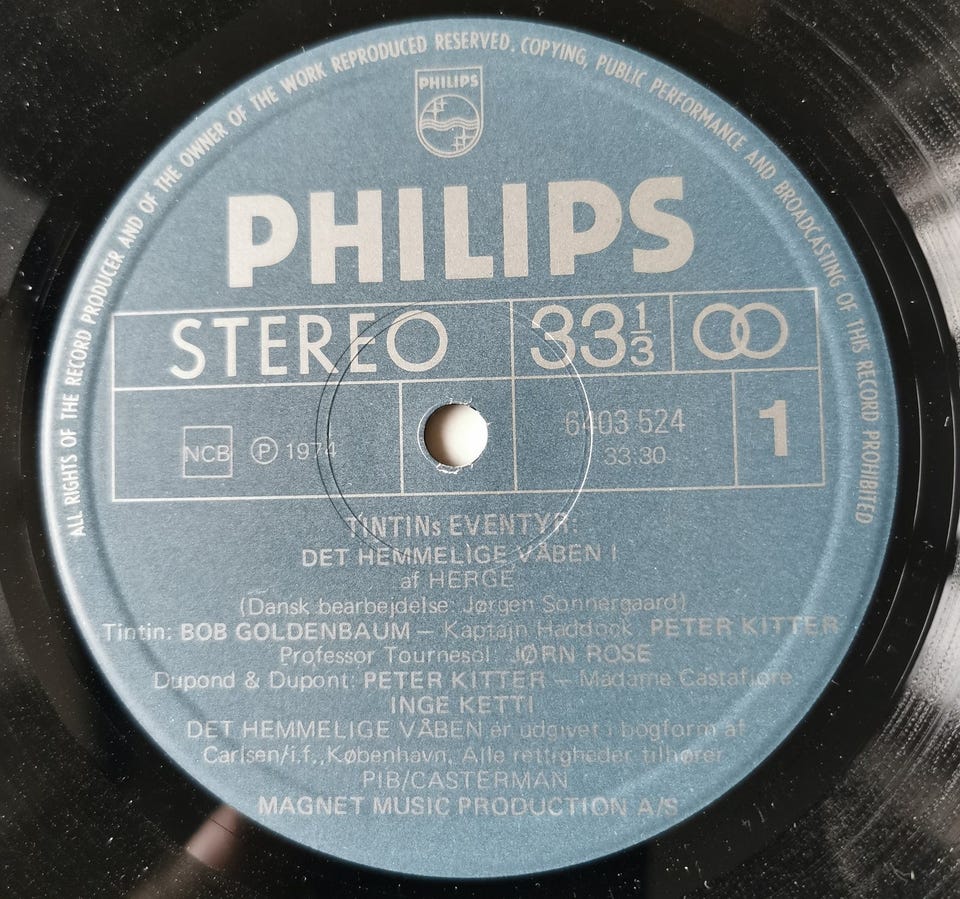 ALL RIGHTS OF THE RECORD PRODUCER AND OF THE OWNER OF THE WORK REPRODUCED RESERVED. COPYING, PUBLIC PERFORMANCE AND BROADCASTING OF THIS RECORD PROHIBITED
PHILIPS
PHILIPS
STEREO 33 1/3
NCB ℗ 1974 6403 524 1
33:30
TINTINs EVENTYR:
DET HEMMELIGE VÅBEN I
af HERGÉ
(Dansk bearbejdelse: Jørgen Sonnergaard)
Tintin: BOB GOLDENBAUM – Kaptajn Haddock: PETER KITTER
Professor Tournesol: JØRN ROSE
Dupond & Dupont: PETER KITTER – Madame Castafiore:
INGE KETTI
DET HEMMELIGE VÅBEN er udgivet i bogform af
Carlsen/i.f., København, Alle rettigheder tilhører
PIB/CASTERMAN
MAGNET MUSIC PRODUCTION A/S